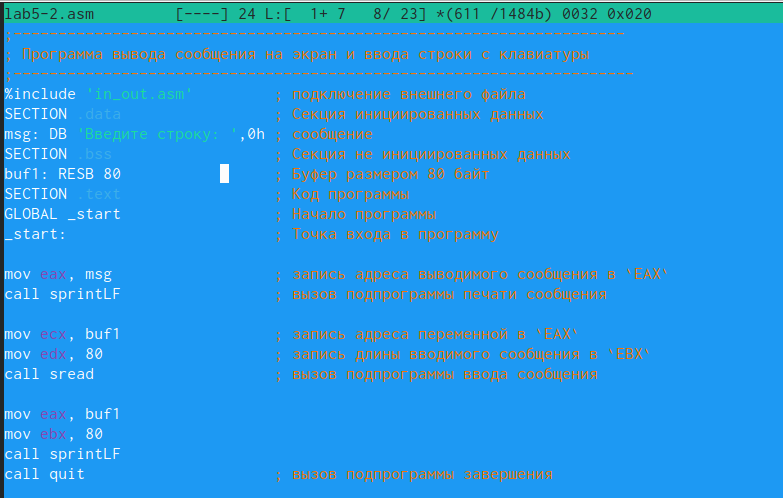 lab5-2.asm [----] 24 L:[ 1+ 7 8/ 23] *(611 /1484b) 0032 0x020
;--------------------------------------------------------------------
; Программа вывода сообщения на экран и ввода строки с клавиатуры
;---------------------------------------------------------------------
%include 'in_out.asm' ; подключение внешнего файла
SECTION .data ; Секция инициированных данных
msg: DB 'Введите строку: ',0h ; сообщение
SECTION .bss ; Секция не инициированных данных
buf1: RESB 80 ; Буфер размером 80 байт
SECTION .text ; Код программы
GLOBAL _start ; Начало программы
_start: ; Точка входа в программу
mov eax, msg ; запись адреса выводимого сообщения в `EAX`
call sprintLF ; вызов подпрограммы печати сообщения
mov ecx, buf1 ; запись адреса переменной в `EAX`
mov edx, 80 ; запись длины вводимого сообщения в `EBX`
call sread ; вызов подпрограммы ввода сообщения
mov eax, buf1
mov ebx, 80
call sprintLF
call quit ; вызов подпрограммы завершения